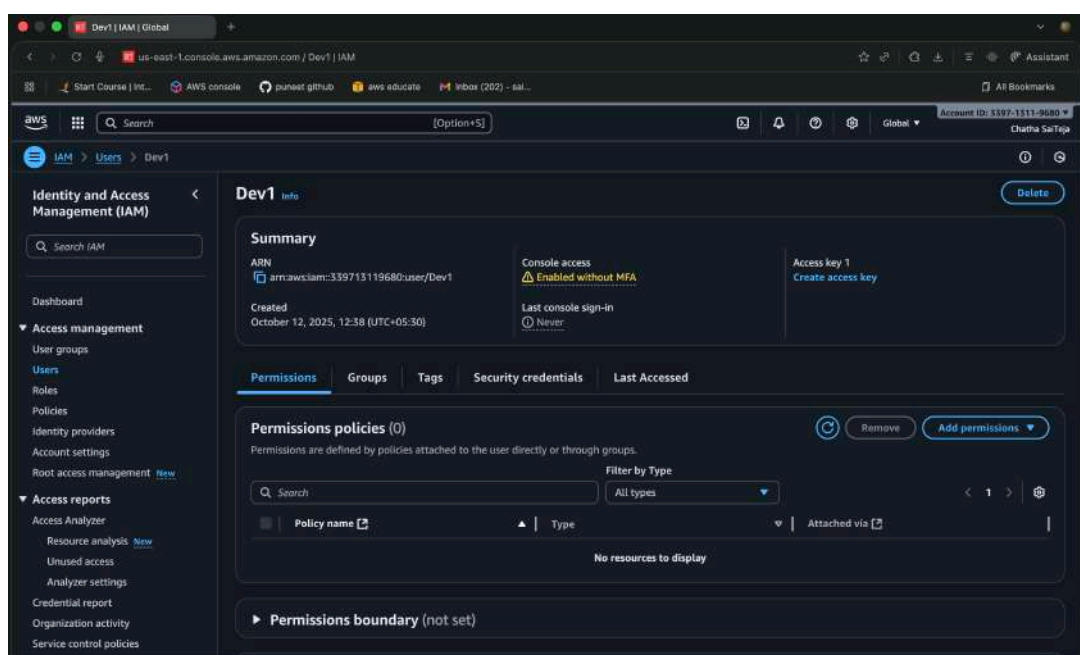 Dev1 | IAM | Global
us-east-1.console.aws.amazon.com / Dev1 | IAM
Assistant
Start Course | Int...
AWS console
puneet github
aws educate
Inbox (202) - sai...
All Bookmarks
aws
Search
[Option+S]
Global
Account ID: 3397-1311-9680
Chatha SaiTeja
IAM > Users > Dev1
Identity and Access
Management (IAM)
Search IAM
Dashboard
Access management
User groups
Users
Roles
Policies
Identity providers
Account settings
Root access management New
Access reports
Access Analyzer
Resource analysis New
Unused access
Analyzer settings
Credential report
Organization activity
Service control policies
Dev1 Info
Delete
Summary
ARN
arn:aws:iam::339713119680:user/Dev1
Created
October 12, 2025, 12:38 (UTC+05:30)
Console access
Enabled without MFA
Last console sign-in
Never
Access key 1
Create access key
Permissions
Groups
Tags
Security credentials
Last Accessed
Permissions policies (0)
Permissions are defined by policies attached to the user directly or through groups.
Remove
Add permissions
Filter by Type
Search
All types
1
Policy name
Type
Attached via
No resources to display
Permissions boundary (not set)